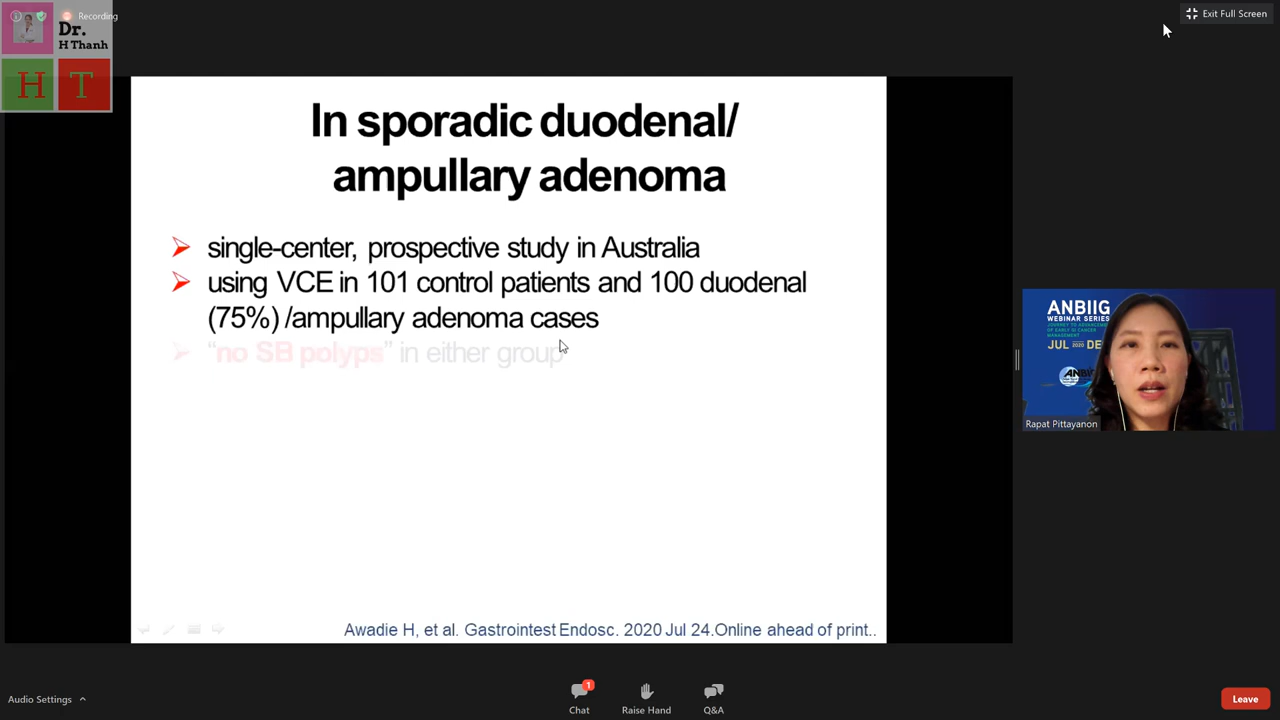 Recording
Exit Full Screen
Dr.
H Thanh
H T
In sporadic duodenal/
ampullary adenoma
single-center, prospective study in Australia
using VCE in 101 control patients and 100 duodenal
(75%) /ampullary adenoma cases
“no SB polyps” in either group
Awadie H, et al. Gastrointest Endosc. 2020 Jul 24.Online ahead of print..
ANBIIG
WEBINAR SERIES
JUL 2020 DE
Rapat Pittayanon
Audio Settings
1
Chat
Raise Hand
Q&A
Leave